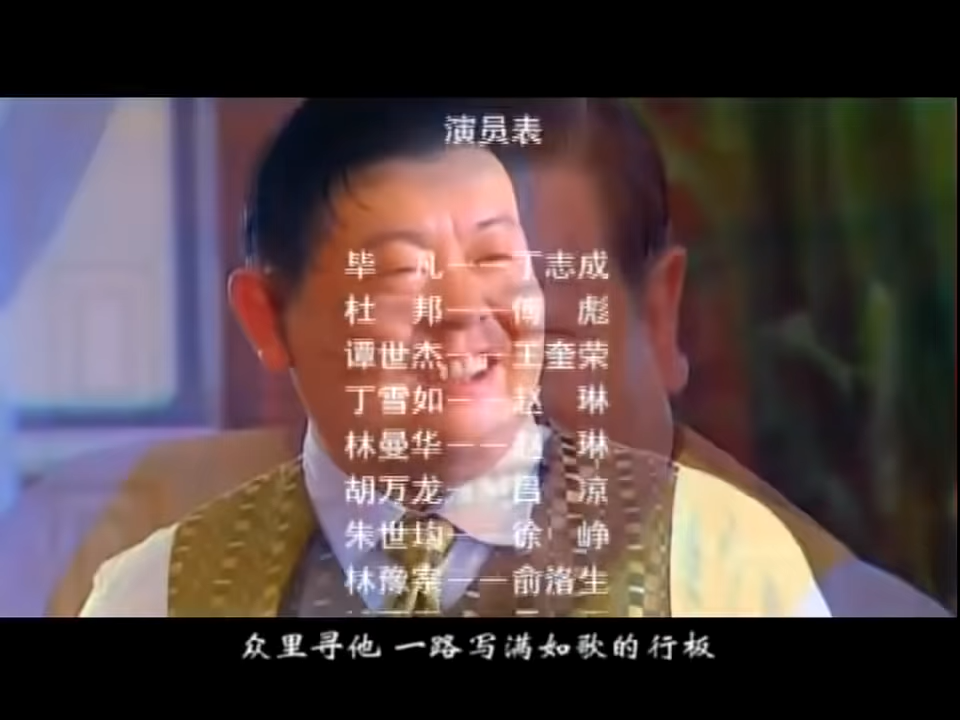 演员表
毕 凡——丁志成
杜 邦——傅 彪
谭世杰——王奎荣
丁雪如——赵 琳
林曼华——赵 琳
胡万龙——吕 凉
朱世均——徐 峥
林豫宗——俞洛生
众里寻他 一路写满如歌的行板